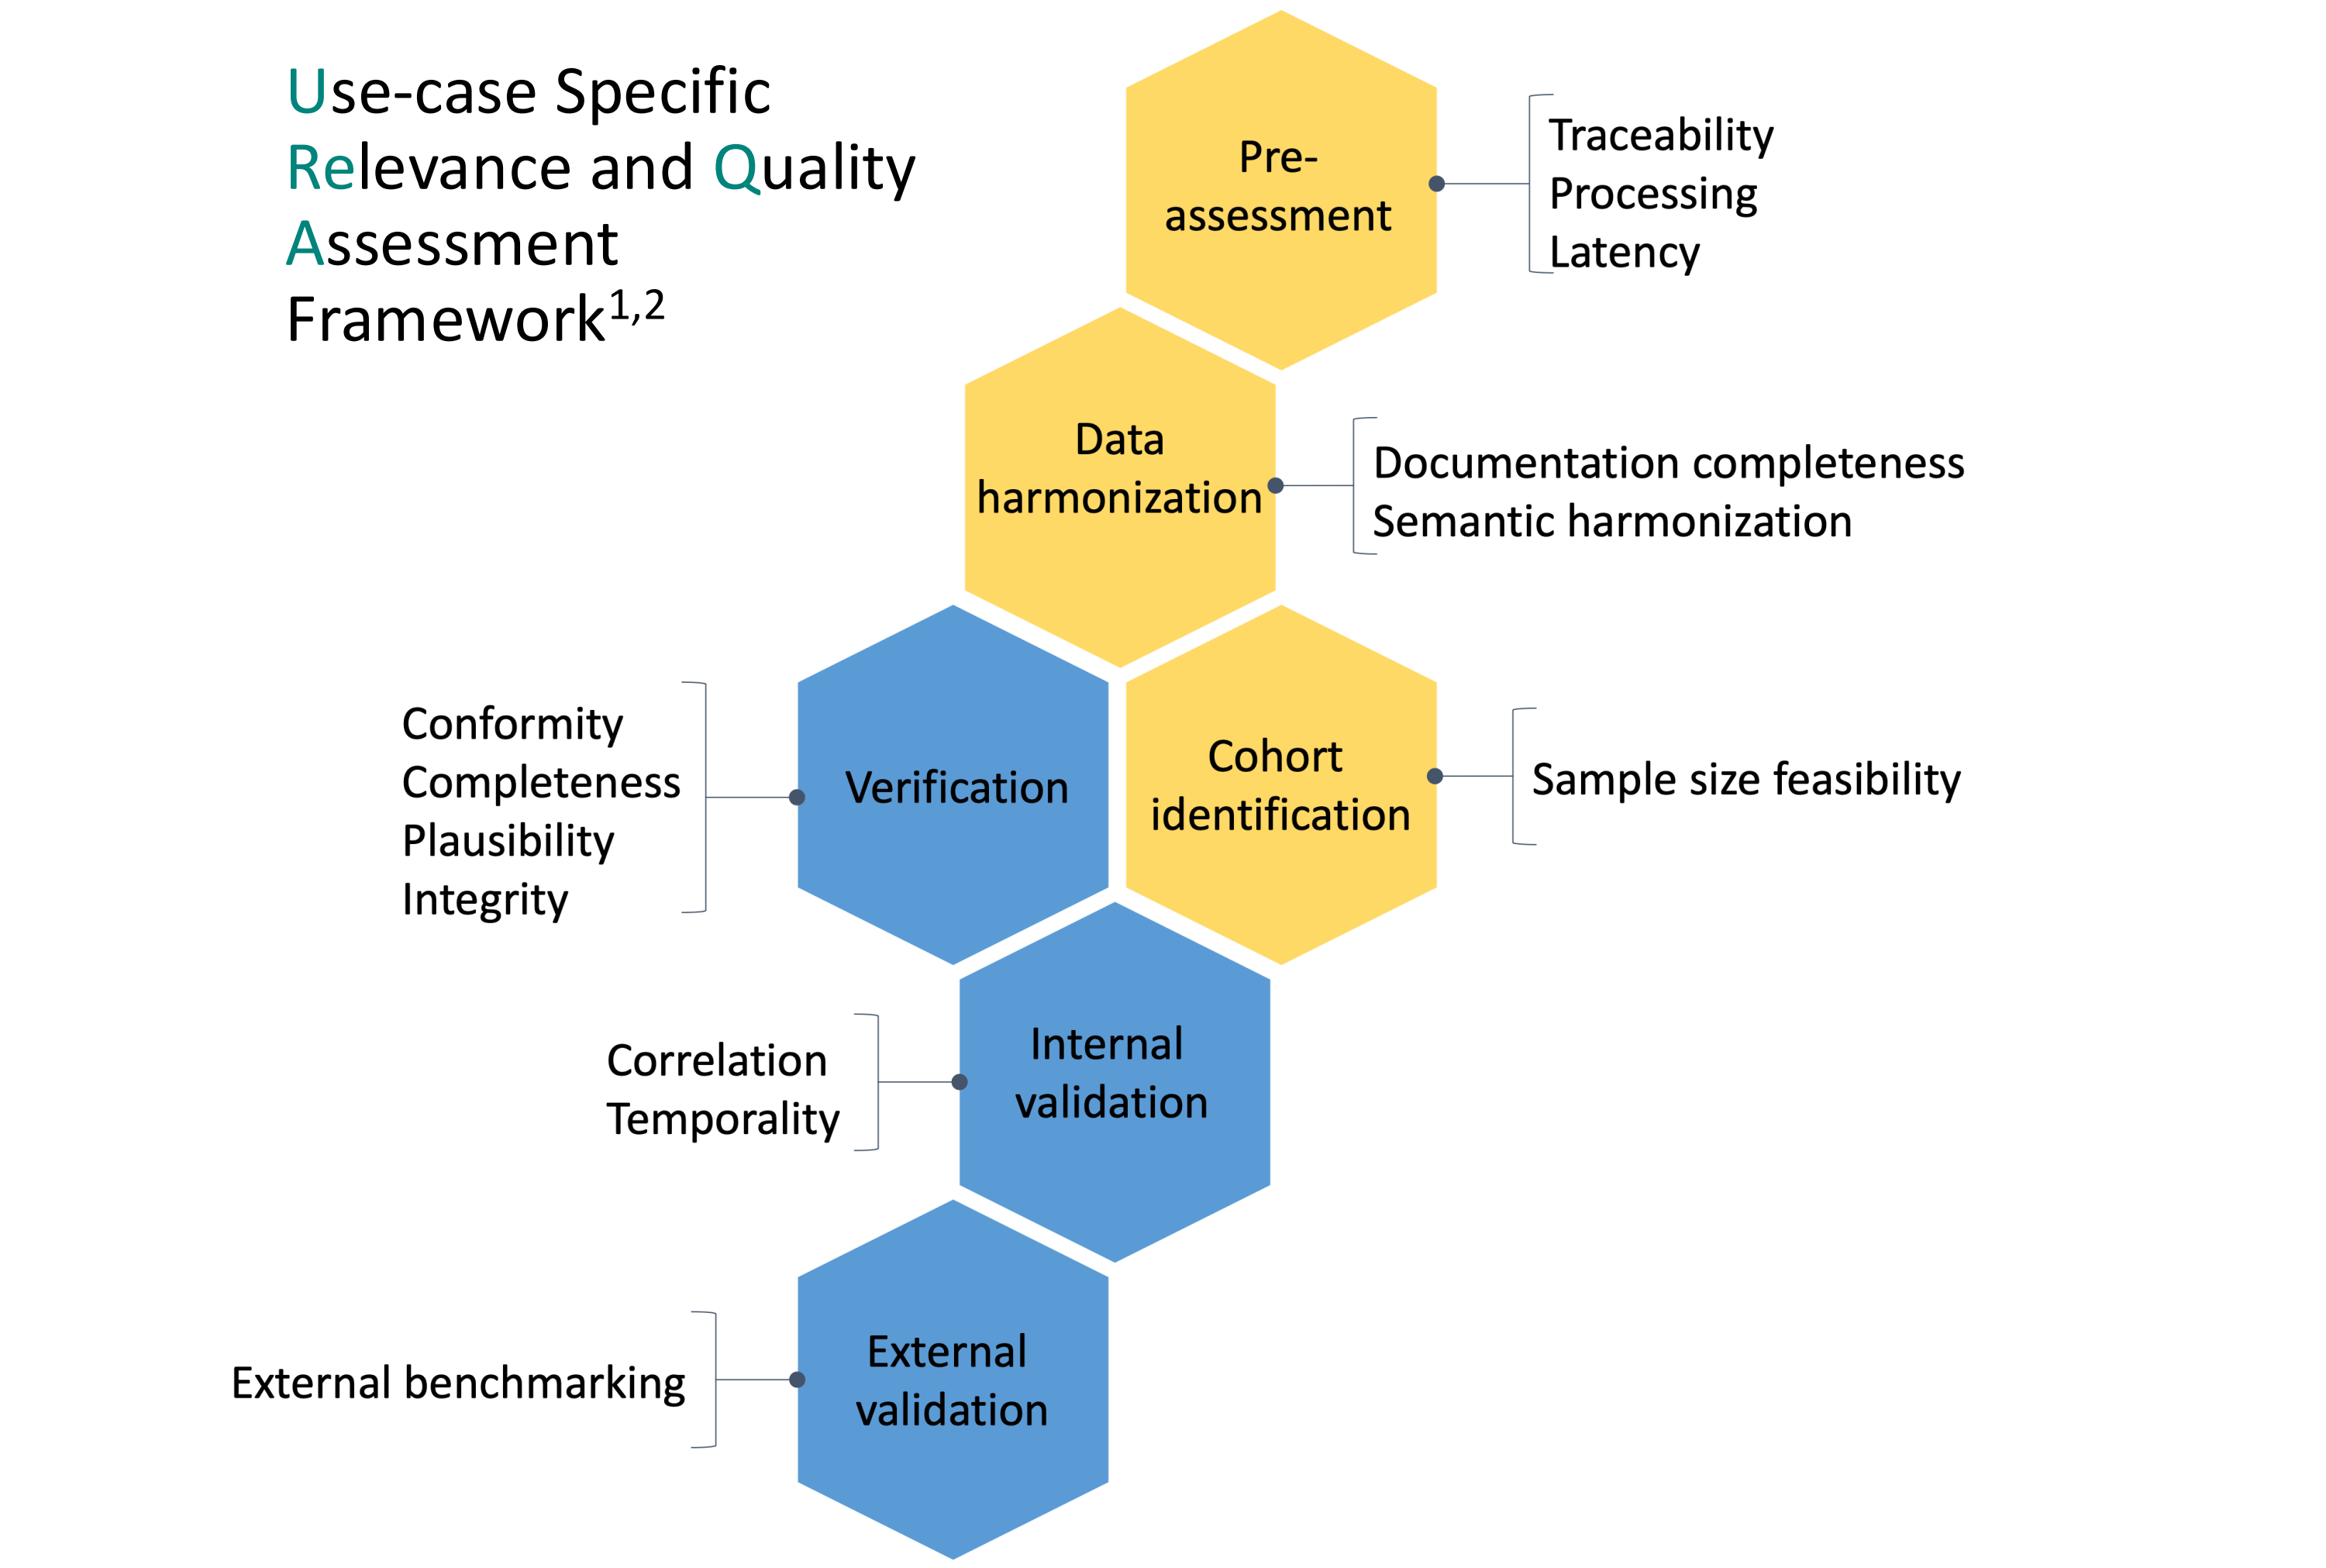 Use-case Specific
Relevance and Quality
Assessment
Framework1,2
Pre-
assessment
Traceability
Processing
Latency
Data
harmonization
Documentation completeness
Semantic harmonization
Conformity
Completeness
Plausibility
Integrity
Verification
Cohort
identification
Sample size feasibility
Correlation
Temporality
Internal
validation
External benchmarking
External
validation